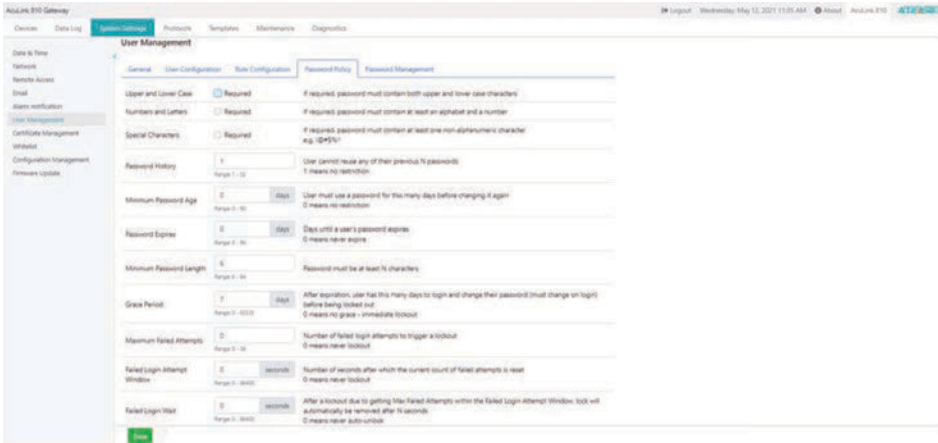 AcuLink 810 Gateway
Logout Wednesday May 12, 2021 11:05 AM About AcuLink 810
Devices Data Log System Settings Protocols Templates Maintenance Diagnostics
Date & Time
Network
Remote Access
Email
Alarm notification
User Management
Certificate Management
Whitelist
Configuration Management
Firmware Update
User Management
General User Configuration Role Configuration Password Policy Password Management
Upper and Lower Case Required If required, password must contain both upper and lower case characters
Numbers and Letters Required If required, password must contain at least an alphabet and a number
Special Characters Required If required, password must contain at least one non-alphanumeric character
e.g.
Password History 1 User cannot reuse any of their previous N passwords
Range 1 - 32 1 means no restriction
Minimum Password Age 0 days User must use a password for this many days before changing it again
Range 0 - 90 0 means no restriction
Password Expires 0 days Days until a user's password expires
Range 0 - 0 means never expire
Minimum Password Length 6 Password must be at least N characters
Range 0 - 64
Grace Period 7 days After expiration, user has this many days to login and change their password (must change on login)
before being locked out
Range 0 - 0 means no grace - immediate lockout
Maximum Failed Attempts 0 Number of failed login attempts to trigger a lockout
Range 0 - 0 means never lockout
Failed Login Attempt Window 0 seconds Number of seconds after which the current count of failed attempts is reset
Range 0 - 86400 0 means never lockout
Failed Login Wait 0 seconds After a lockout due to getting Max Failed Attempts within the Failed Login Attempt Window, lock will
automatically be removed after N seconds
Range 0 - 86400 0 means never auto-unlock
Save